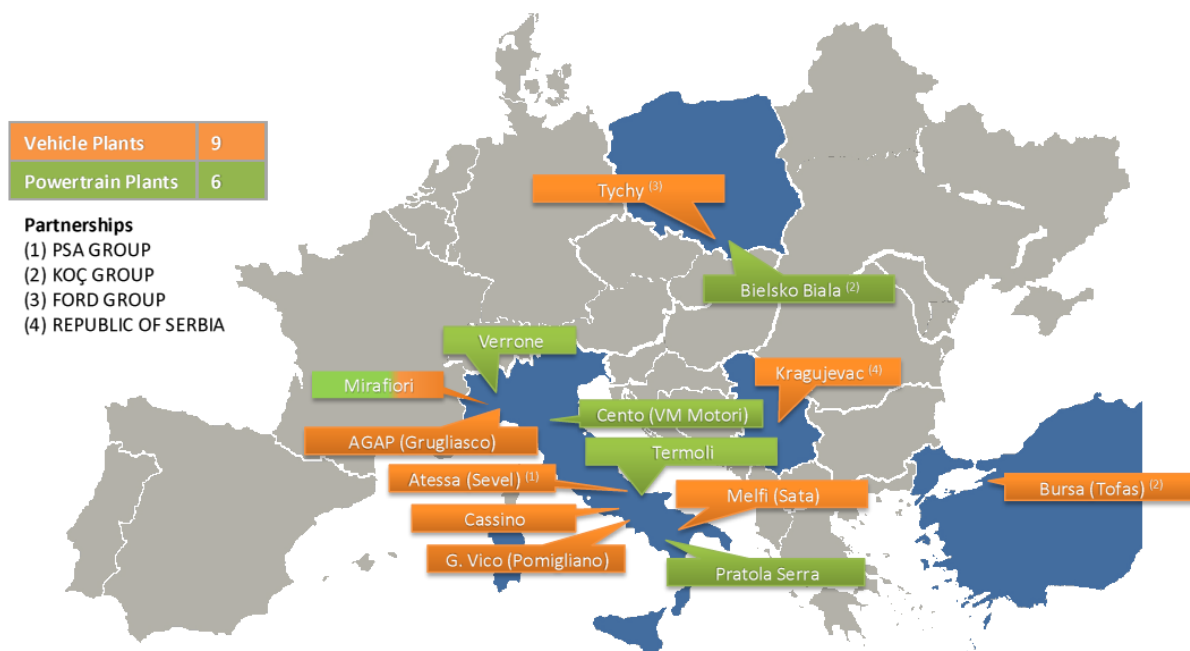 Vehicle Plants 9
Powertrain Plants 6
Partnerships
(1) PSA GROUP
(2) KOÇ GROUP
(3) FORD GROUP
(4) REPUBLIC OF SERBIA
Tychy (3)
Bielsko Biala (2)
Verrone
Mirafiori
Kragujevac (4)
Cento (VM Motori)
AGAP (Grugliasco)
Termoli
Atessa (Sevel) (1)
Melfi (Sata)
Bursa (Tofas) (2)
Cassino
G. Vico (Pomigliano)
Pratola Serra